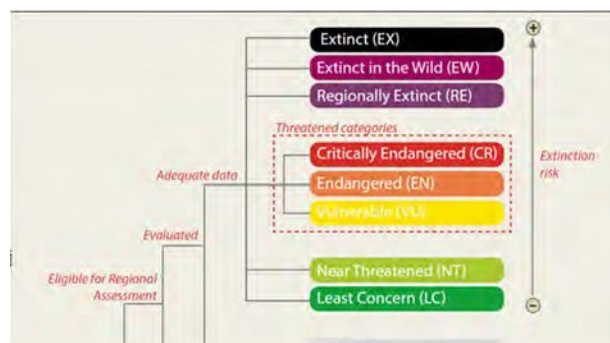 Extinct (EX)
Extinct in the Wild (EW)
Regionally Extinct (RE)
Threatened categories
Critically Endangered (CR)
Extinction
risk
Adequate data
Endangered (EN)
Vulnerable (VU)
Evaluated
Near Threatened (NT)
Eligible for Regional
Assessment
Least Concern (LC)